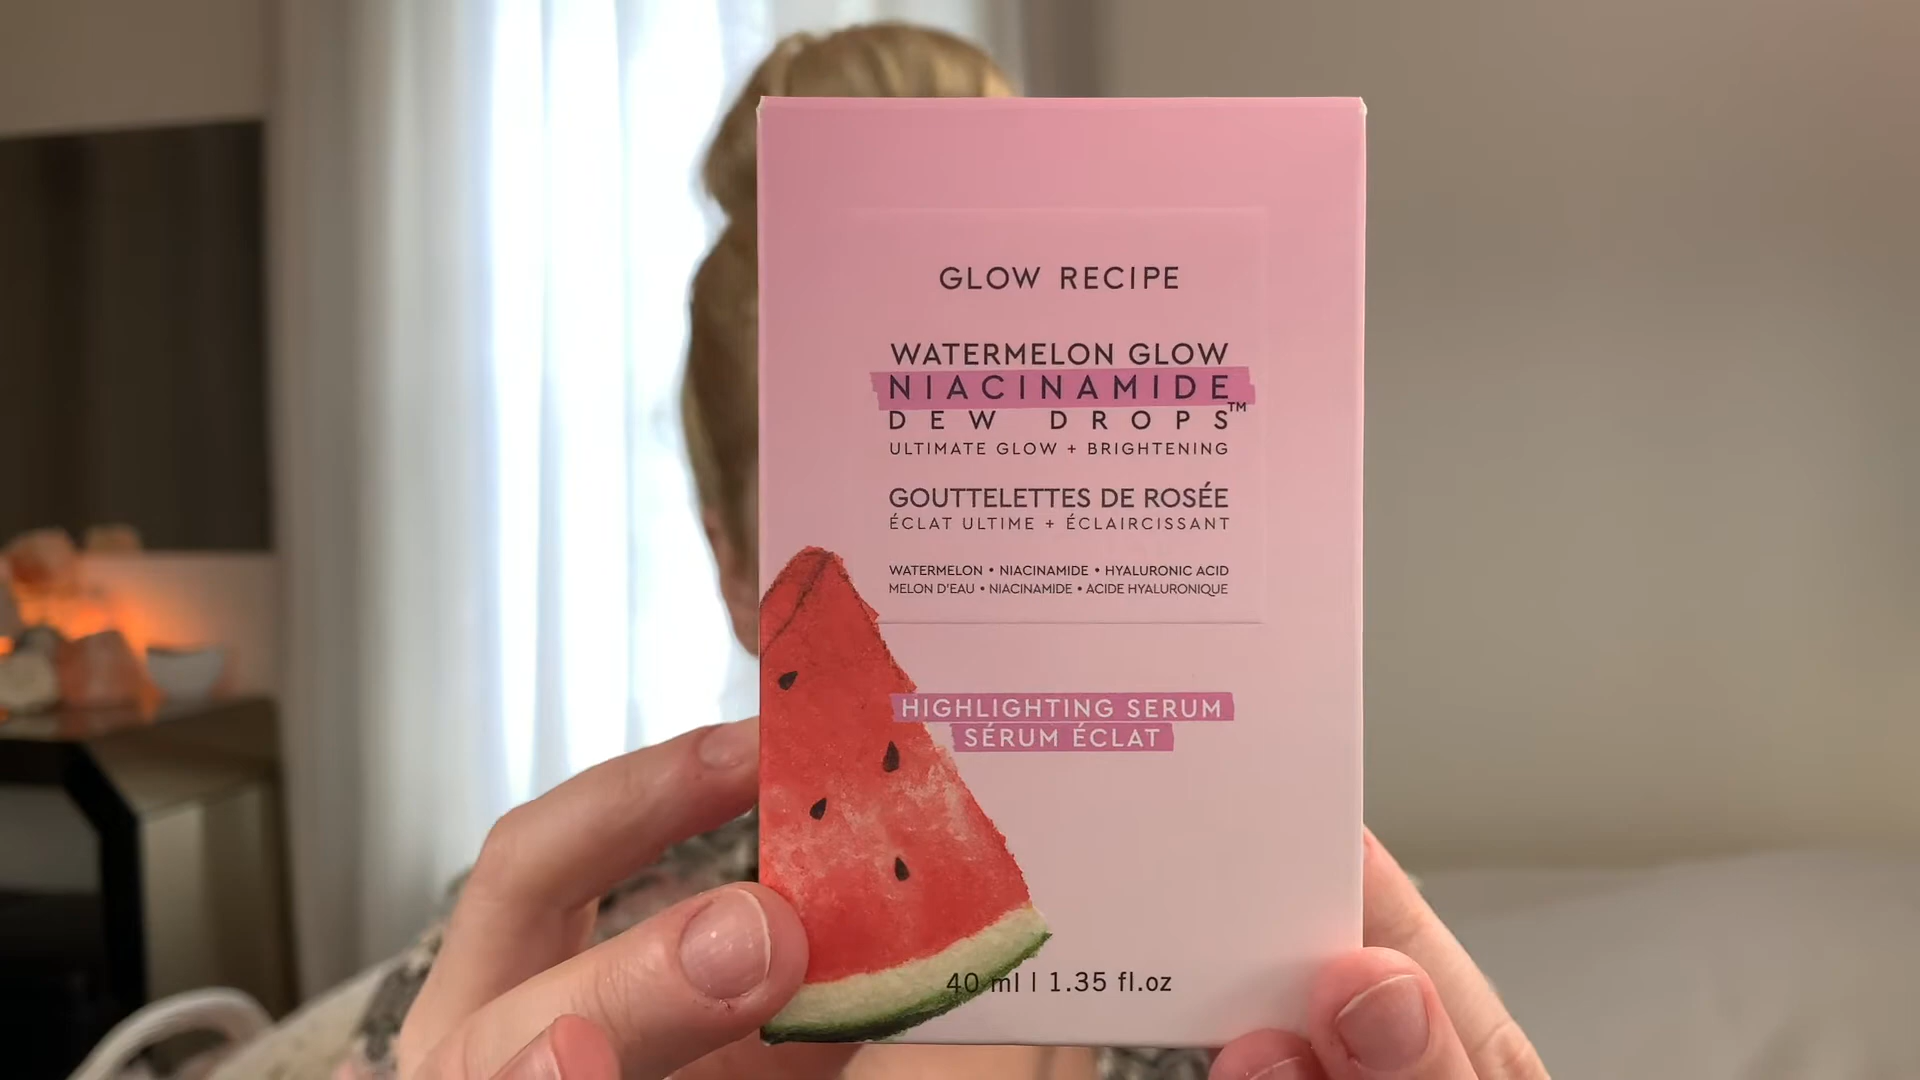 GLOW RECIPE
WATERMELON GLOW
NIACINAMIDE
DEW DROPS™
ULTIMATE GLOW + BRIGHTENING
GOUTTELETTES DE ROSÉE
ÉCLAT ULTIME + ÉCLAIRCISSANT
WATERMELON • NIACINAMIDE • HYALURONIC ACID
MELON D'EAU • NIACINAMIDE • ACIDE HYALURONIQUE
HIGHLIGHTING SERUM
SÉRUM ÉCLAT
40 ml | 1.35 fl.oz